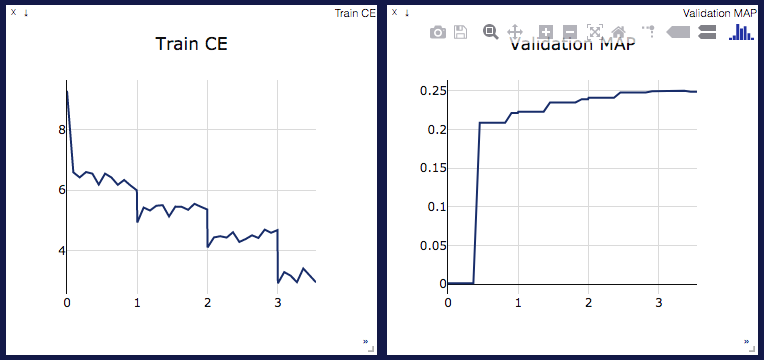 X ↓ Train CE
Train CE
8
6
4
0 1 2 3
»
X ↓ Validation MAP
Validation MAP
0.25
0.2
0.15
0.1
0.05
0
0 1 2 3
»